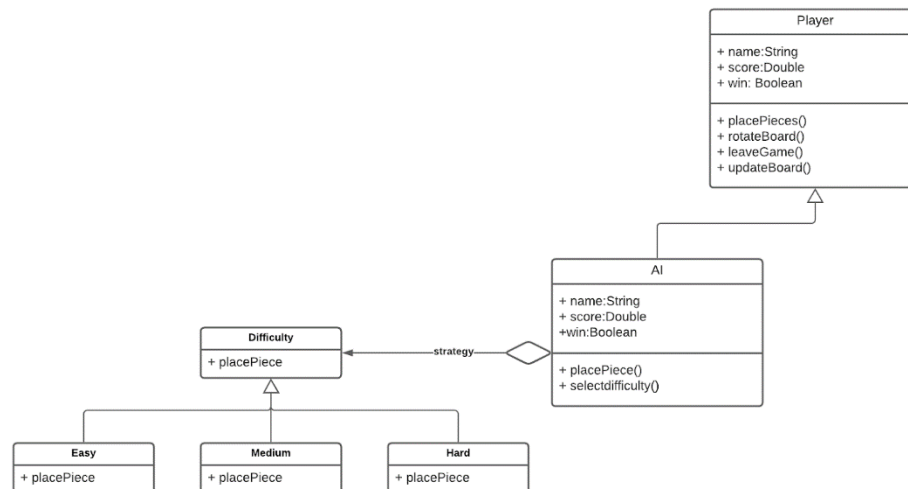 Player
+ name:String
+ score:Double
+ win: Boolean
+ placePieces()
+ rotateBoard()
+ leaveGame()
+ updateBoard()
AI
+ name:String
+ score:Double
+win:Boolean
+ placePiece()
+ selectdifficulty()
strategy
Difficulty
+ placePiece
Easy
+ placePiece
Medium
+ placePiece
Hard
+ placePiece